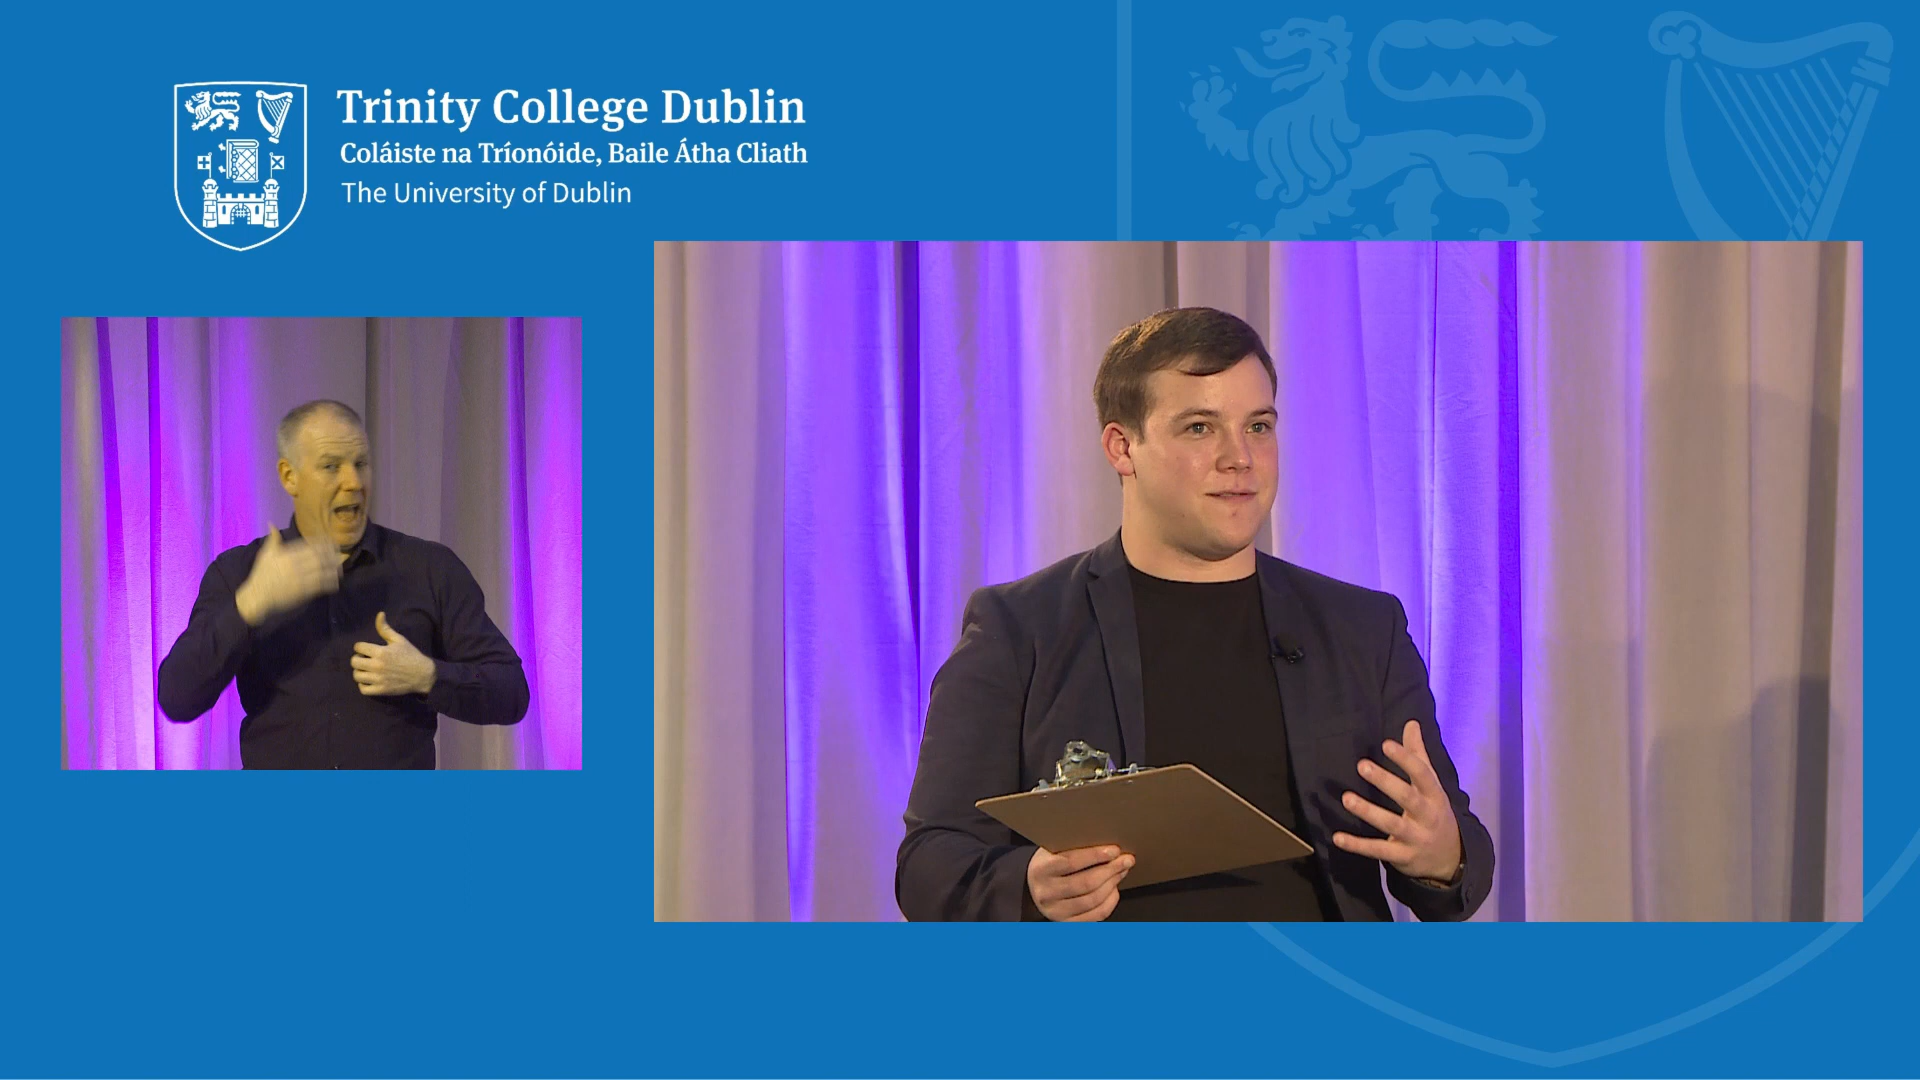 Trinity College Dublin
Coláiste na Tríonóide, Baile Átha Cliath
The University of Dublin